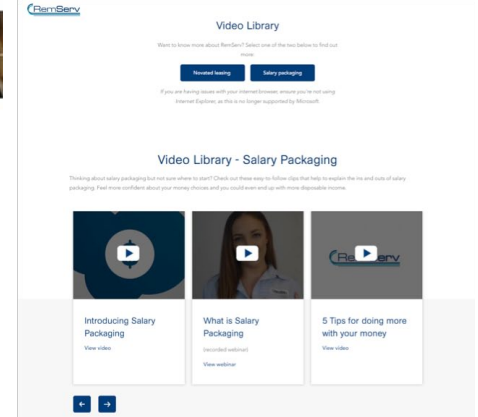 RemServ
Video Library
Want to know more about RemServ? Select one of the two below to find out
more.
Novated leasing
Salary packaging
If you are having issues with your internet browser, ensure you're not using
Internet Explorer, as this is no longer supported by Microsoft.
Video Library - Salary Packaging
Thinking about salary packaging but not sure where to start? Check out these easy to follow clips that help to explain the ins and outs of salary
packaging. Feel more confident about your money choices and you could even end up with more disposable income.
RemServ
Introducing Salary
Packaging
View video
What is Salary
Packaging
(recorded webinar)
View webinar
5 Tips for doing more
with your money
View video